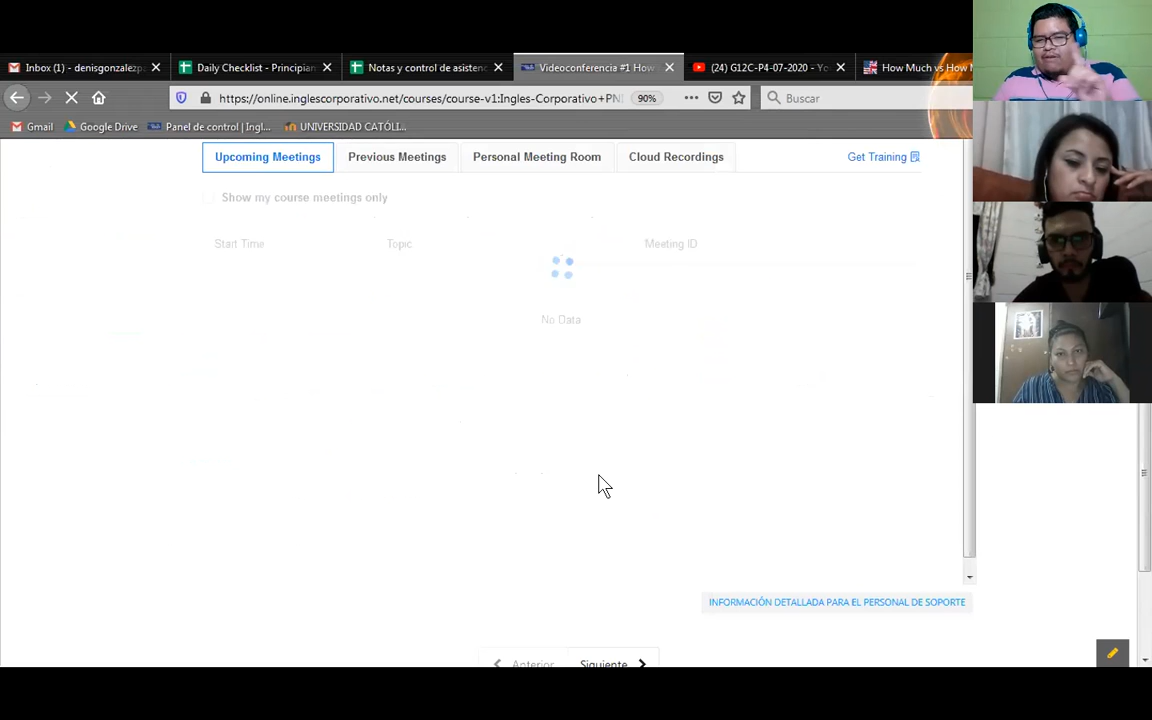 Inbox (1) - denisgonzalezp
Daily Checklist - Principian
Notas y control de asistenc
Videoconferencia #1 How
(24) G12C-P4-07-2020 - Yo
How Much vs How M
https://online.inglescorporativo.net/courses/course-v1:Ingles-Corporativo+PN
90%
Buscar
Gmail
Google Drive
Panel de control | Ingl...
UNIVERSIDAD CATÓLI...
Upcoming Meetings
Previous Meetings
Personal Meeting Room
Cloud Recordings
Get Training
Show my course meetings only
Start Time
Topic
Meeting ID
No Data
INFORMACIÓN DETALLADA PARA EL PERSONAL DE SOPORTE
Anterior
Siguiente